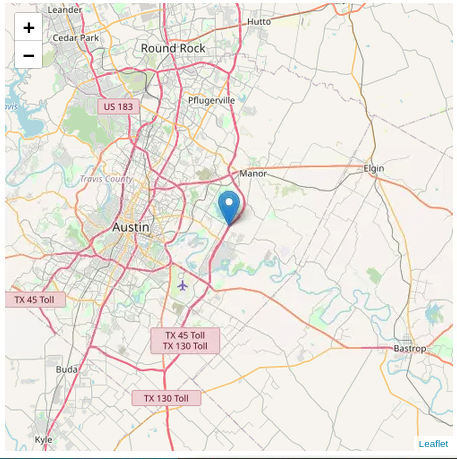 Leander
Hutto
+
Cedar Park
Round Rock
−
Pflugerville
US 183
Manor
Elgin
Travis County
Austin
TX 45 Toll
TX 45 Toll
TX 130 Toll
Bastrop
Buda
TX 130 Toll
Kyle
Leaflet